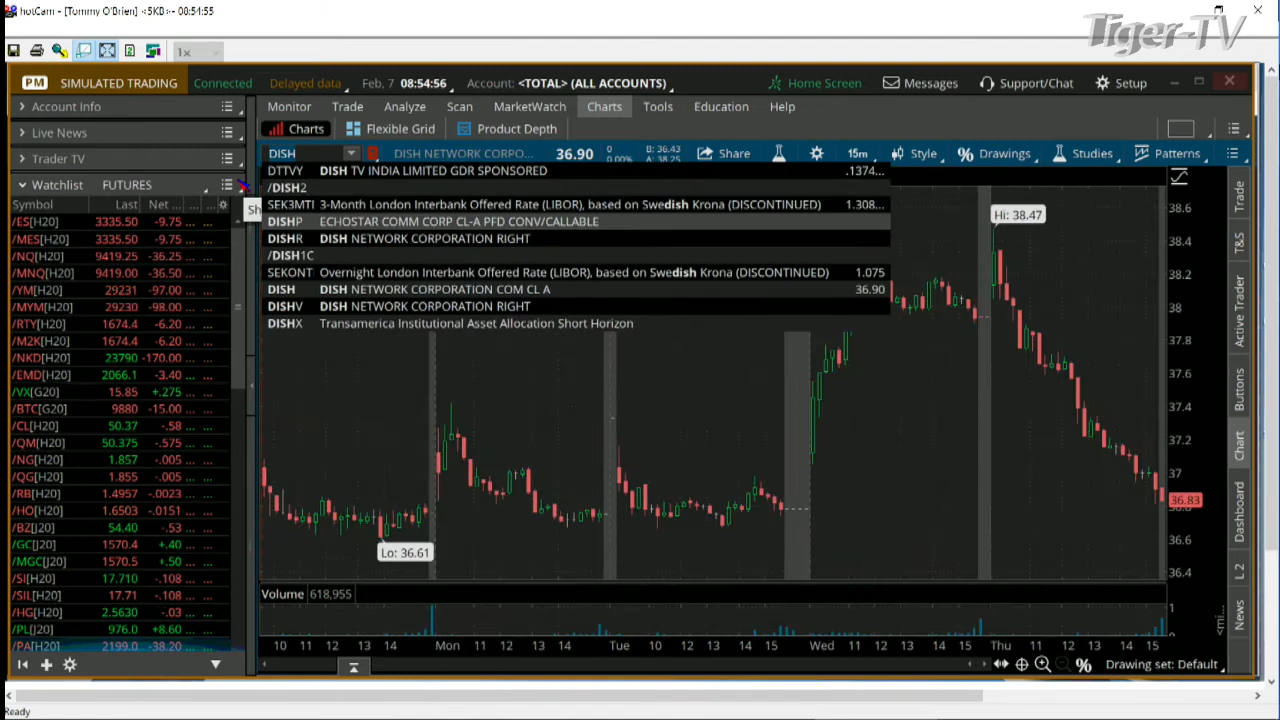 hotCam - [Tommy O'Brien] <5KB>- 08:54:55
Tiger-TV
1x
PM SIMULATED TRADING Connected Delayed data Feb, 7 08:54:56 Account: <TOTAL> (ALL ACCOUNTS) Home Screen Messages Support/Chat Setup
Account Info
Live News
Trader TV
Watchlist FUTURES
Monitor Trade Analyze Scan MarketWatch Charts Tools Education Help
Charts Flexible Grid Product Depth
DISH DISH NETWORK CORPO... 36.90 0 0.00% B: 36.43 A: 38.25 Share 15m Style Drawings Studies Patterns
DTTVY DISH TV INDIA LIMITED GDR SPONSORED .1374...
/DISH2
SEK3MTI 3-Month London Interbank Offered Rate (LIBOR), based on Swedish Krona (DISCONTINUED) 1.308...
DISHP ECHOSTAR COMM CORP CL-A PFD CONV/CALLABLE
DISHR DISH NETWORK CORPORATION RIGHT
/DISH1C
SEKONT Overnight London Interbank Offered Rate (LIBOR), based on Swedish Krona (DISCONTINUED) 1.075
DISH DISH NETWORK CORPORATION COM CL A 36.90
DISHV DISH NETWORK CORPORATION RIGHT
DISHX Transamerica Institutional Asset Allocation Short Horizon
Symbol Last Net ... ...
Sh
/ES[H20] 3335.50 -9.75 ... ...
/MES[H20] 3335.50 -9.75 ... ...
/NQ[H20] 9419.25 -36.25 ... ...
/MNQ[H20] 9419.00 -36.50 ... ...
/YM[H20] 29231 -97.00 ... ...
/MYM[H20] 29230 -98.00 ... ...
/RTY[H20] 1674.4 -6.20 ... ...
/M2K[H20] 1674.4 -6.20 ... ...
/NKD[H20] 23790 -170.00 ... ...
/EMD[H20] 2066.1 -3.40 ... ...
/VX[G20] 15.85 +.275 ... ...
/BTC[G20] 9880 -15.00 ... ...
/CL[H20] 50.37 -.58 ... ...
/QM[H20] 50.375 -.575 ... ...
/NG[H20] 1.857 -.005 ... ...
/QG[H20] 1.855 -.005 ... ...
/RB[H20] 1.4957 -.0023 ... ...
/HO[H20] 1.6503 -.0151 ... ...
/BZ[J20] 54.40 -.53 ... ...
/GC[J20] 1570.4 +.40 ... ...
/MGC[J20] 1570.5 +.50 ... ...
/SI[H20] 17.710 -.108 ... ...
/SIL[H20] 17.71 -.108 ... ...
/HG[H20] 2.5630 -.03 ... ...
/PL[J20] 976.0 +8.60 ... ...
/PA[H20] 2199.0 -38.20 ... ...
Hi: 38.47
Lo: 36.61
38.6
38.4
38.2
38
37.8
37.6
37.4
37.2
37
36.83
36.6
36.4
Volume 618,955
1
0
<mi...
10 11 12 13 14 Mon 11 12 13 14 Tue 10 11 12 13 14 15 Wed 10 11 12 13 14 15 Thu 10 11 12 13 14 15
Drawing set: Default
Trade
T&S
Active Trader
Buttons
Chart
Dashboard
L 2
News
Ready